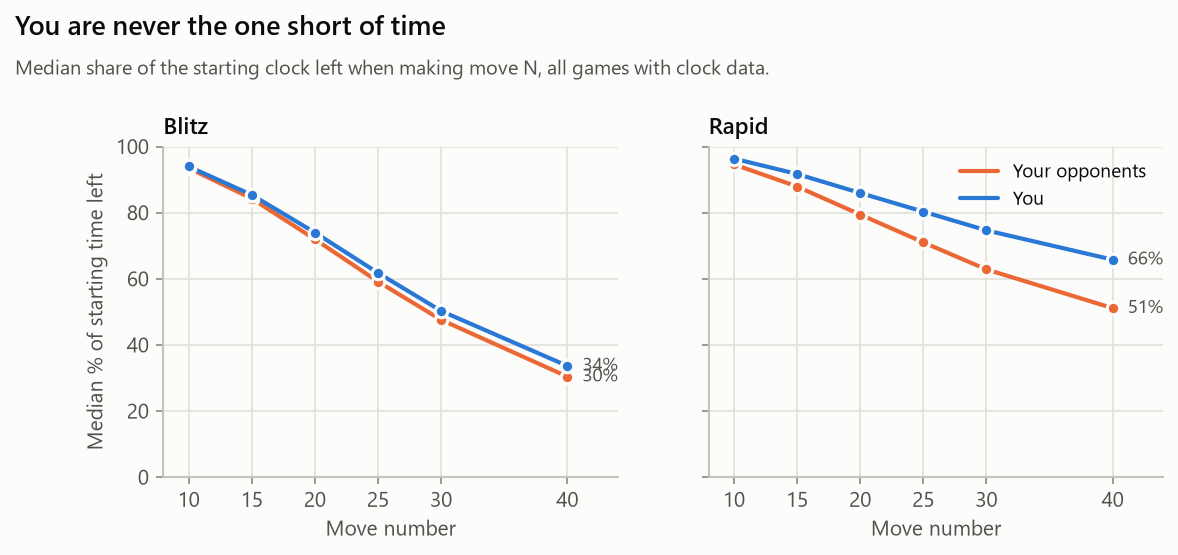 You are never the one short of time
Median share of the starting clock left when making move N, all games with clock data.
Blitz
Median % of starting time left
100
80
60
40
20
0
34%
30%
10 15 20 25 30 40
Move number
Rapid
Your opponents
You
66%
51%
10 15 20 25 30 40
Move number